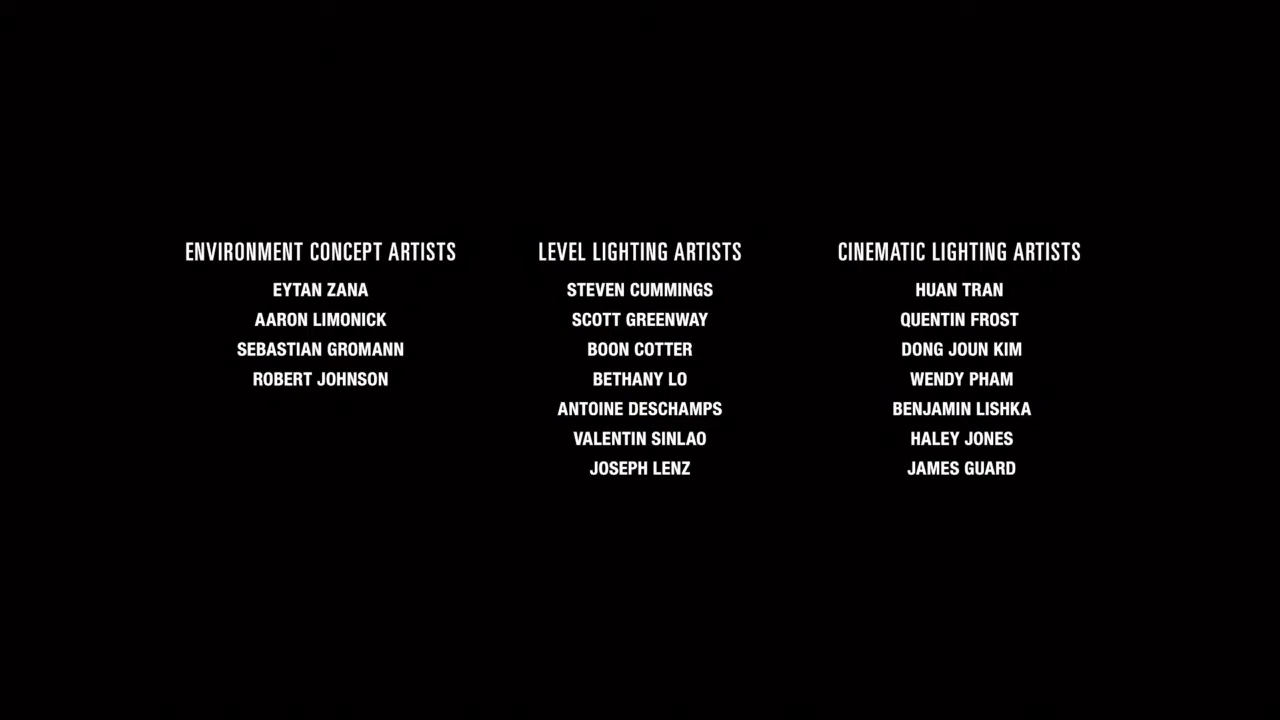 ENVIRONMENT CONCEPT ARTISTS
EYTAN ZANA
AARON LIMONICK
SEBASTIAN GROMANN
ROBERT JOHNSON
LEVEL LIGHTING ARTISTS
STEVEN CUMMINGS
SCOTT GREENWAY
BOON COTTER
BETHANY LO
ANTOINE DESCHAMPS
VALENTIN SINLAO
JOSEPH LENZ
CINEMATIC LIGHTING ARTISTS
HUAN TRAN
QUENTIN FROST
DONG JOUN KIM
WENDY PHAM
BENJAMIN LISHKA
HALEY JONES
JAMES GUARD